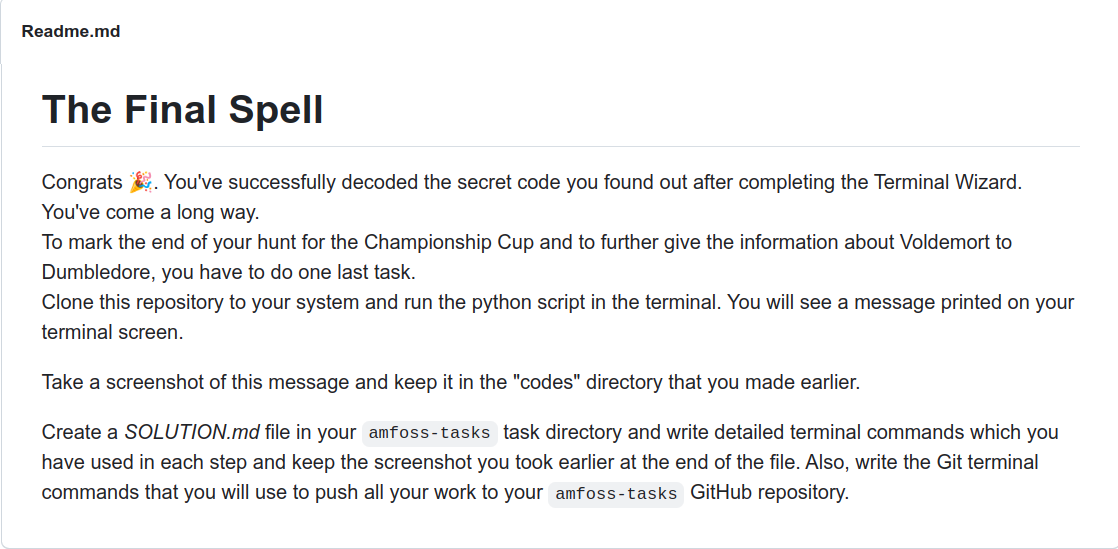 Readme.md
The Final Spell
Congrats 🎉. You've successfully decoded the secret code you found out after completing the Terminal Wizard.
You've come a long way.
To mark the end of your hunt for the Championship Cup and to further give the information about Voldemort to
Dumbledore, you have to do one last task.
Clone this repository to your system and run the python script in the terminal. You will see a message printed on your
terminal screen.
Take a screenshot of this message and keep it in the "codes" directory that you made earlier.
Create a SOLUTION.md file in your amfoss-tasks task directory and write detailed terminal commands which you
have used in each step and keep the screenshot you took earlier at the end of the file. Also, write the Git terminal
commands that you will use to push all your work to your amfoss-tasks GitHub repository.